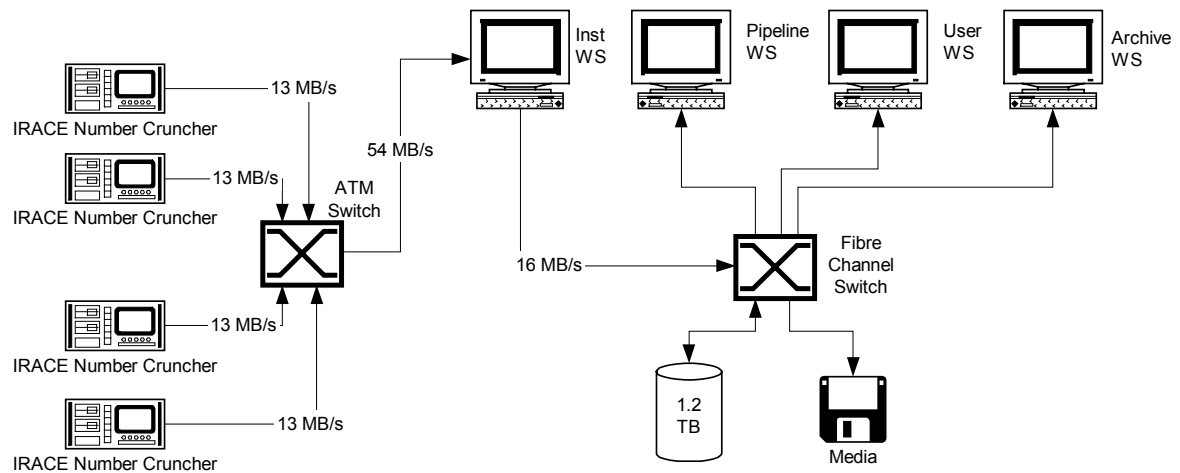 Inst
WS
Pipeline
WS
User
WS
Archive
WS
13 MB/s
IRACE Number Cruncher
54 MB/s
13 MB/s
IRACE Number Cruncher
ATM
Switch
16 MB/s
Fibre
Channel
Switch
13 MB/s
IRACE Number Cruncher
1.2
TB
Media
13 MB/s
IRACE Number Cruncher